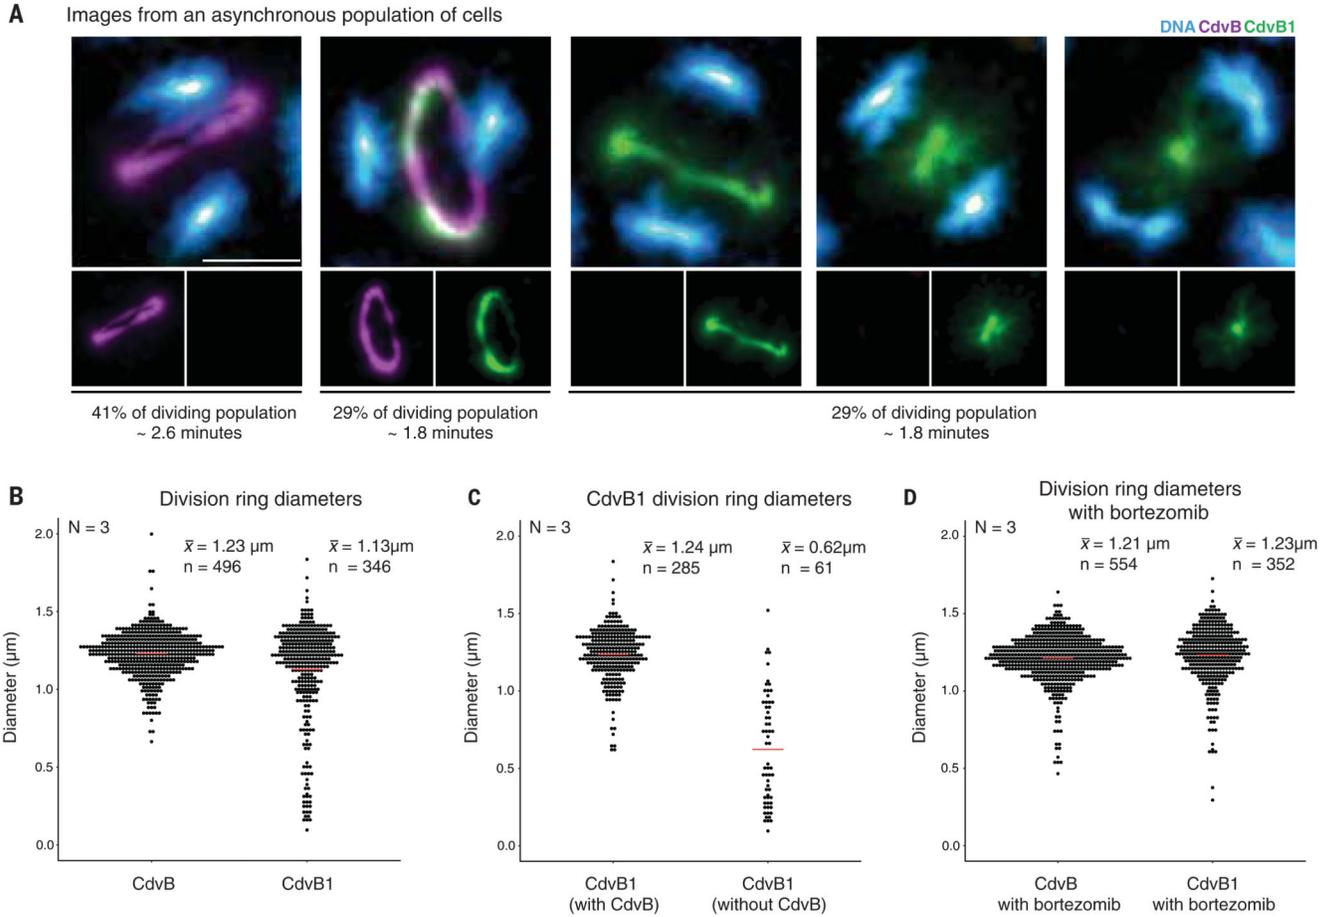 A
Images from an asynchronous population of cells
DNA CdvB CdvB1
41% of dividing population
~ 2.6 minutes
29% of dividing population
~ 1.8 minutes
29% of dividing population
~ 1.8 minutes
B
Division ring diameters
N = 3
x̅ = 1.23 µm
n = 496
x̅ = 1.13µm
n = 346
Diameter (µm)
2.0
1.5
1.0
0.5
0.0
CdvB
CdvB1
C
CdvB1 division ring diameters
N = 3
x̅ = 1.24 µm
n = 285
x̅ = 0.62µm
n = 61
Diameter (µm)
2.0
1.5
1.0
0.5
0.0
CdvB1
(with CdvB)
CdvB1
(without CdvB)
D
Division ring diameters
with bortezomib
N = 3
x̅ = 1.21 µm
n = 554
x̅ = 1.23µm
n = 352
Diameter (µm)
2.0
1.5
1.0
0.5
0.0
CdvB
with bortezomib
CdvB1
with bortezomib